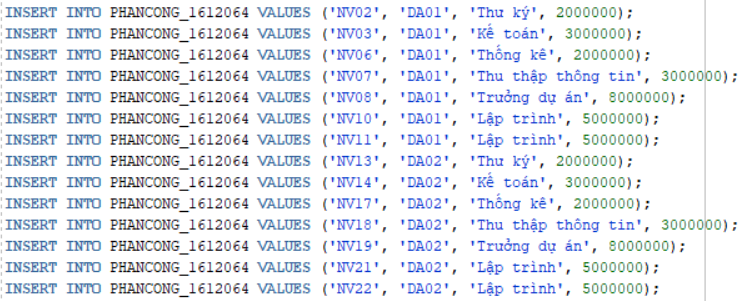 INSERT INTO PHANCONG_1612064 VALUES ('NV02', 'DA01', 'Thư ký', 2000000);
INSERT INTO PHANCONG_1612064 VALUES ('NV03', 'DA01', 'Kế toán', 3000000);
INSERT INTO PHANCONG_1612064 VALUES ('NV06', 'DA01', 'Thống kê', 2000000);
INSERT INTO PHANCONG_1612064 VALUES ('NV07', 'DA01', 'Thu thập thông tin', 3000000);
INSERT INTO PHANCONG_1612064 VALUES ('NV08', 'DA01', 'Trưởng dự án', 8000000);
INSERT INTO PHANCONG_1612064 VALUES ('NV10', 'DA01', 'Lập trình', 5000000);
INSERT INTO PHANCONG_1612064 VALUES ('NV11', 'DA01', 'Lập trình', 5000000);
INSERT INTO PHANCONG_1612064 VALUES ('NV13', 'DA02', 'Thư ký', 2000000);
INSERT INTO PHANCONG_1612064 VALUES ('NV14', 'DA02', 'Kế toán', 3000000);
INSERT INTO PHANCONG_1612064 VALUES ('NV17', 'DA02', 'Thống kê', 2000000);
INSERT INTO PHANCONG_1612064 VALUES ('NV18', 'DA02', 'Thu thập thông tin', 3000000);
INSERT INTO PHANCONG_1612064 VALUES ('NV19', 'DA02', 'Trưởng dự án', 8000000);
INSERT INTO PHANCONG_1612064 VALUES ('NV21', 'DA02', 'Lập trình', 5000000);
INSERT INTO PHANCONG_1612064 VALUES ('NV22', 'DA02', 'Lập trình', 5000000);